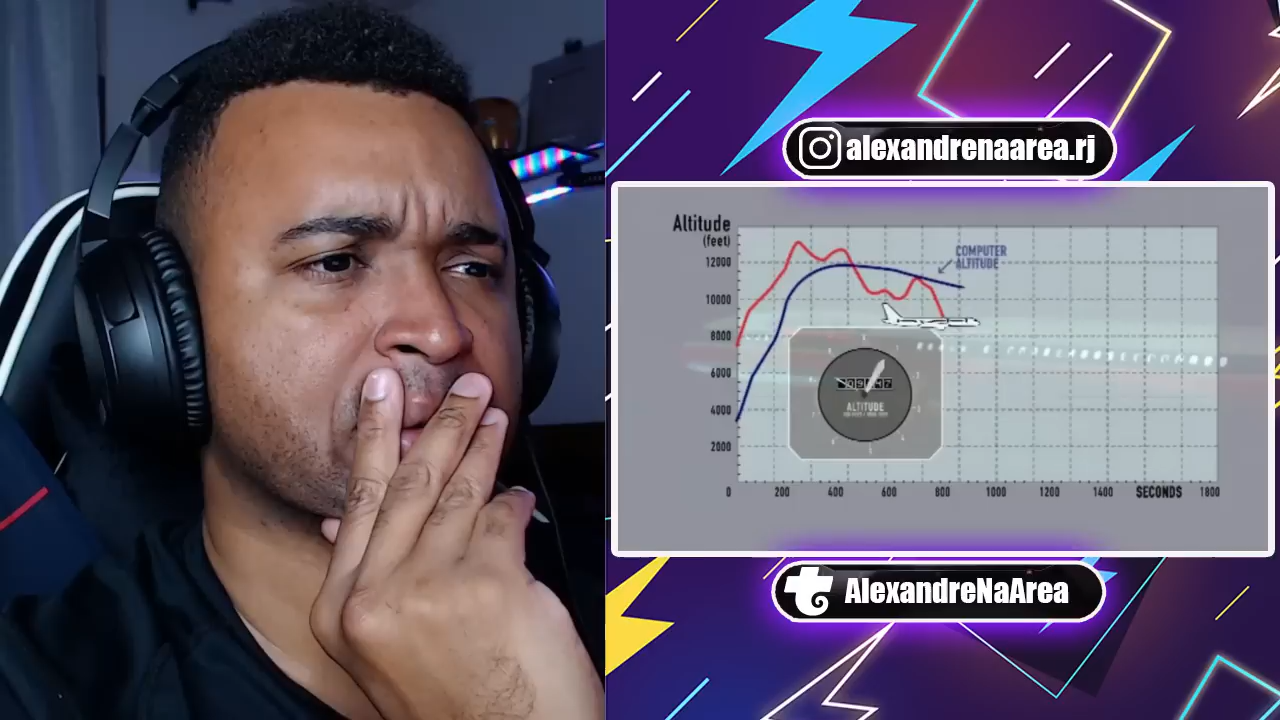 alexandrenaarea.rj
Altitude
(feet)
COMPUTER
ALTITUDE
12000
10000
8000
6000
4000
2000
ALTITUDE
0 200 400 600 800 1000 1200 1400 SECONDS 1800
AlexandreNaArea